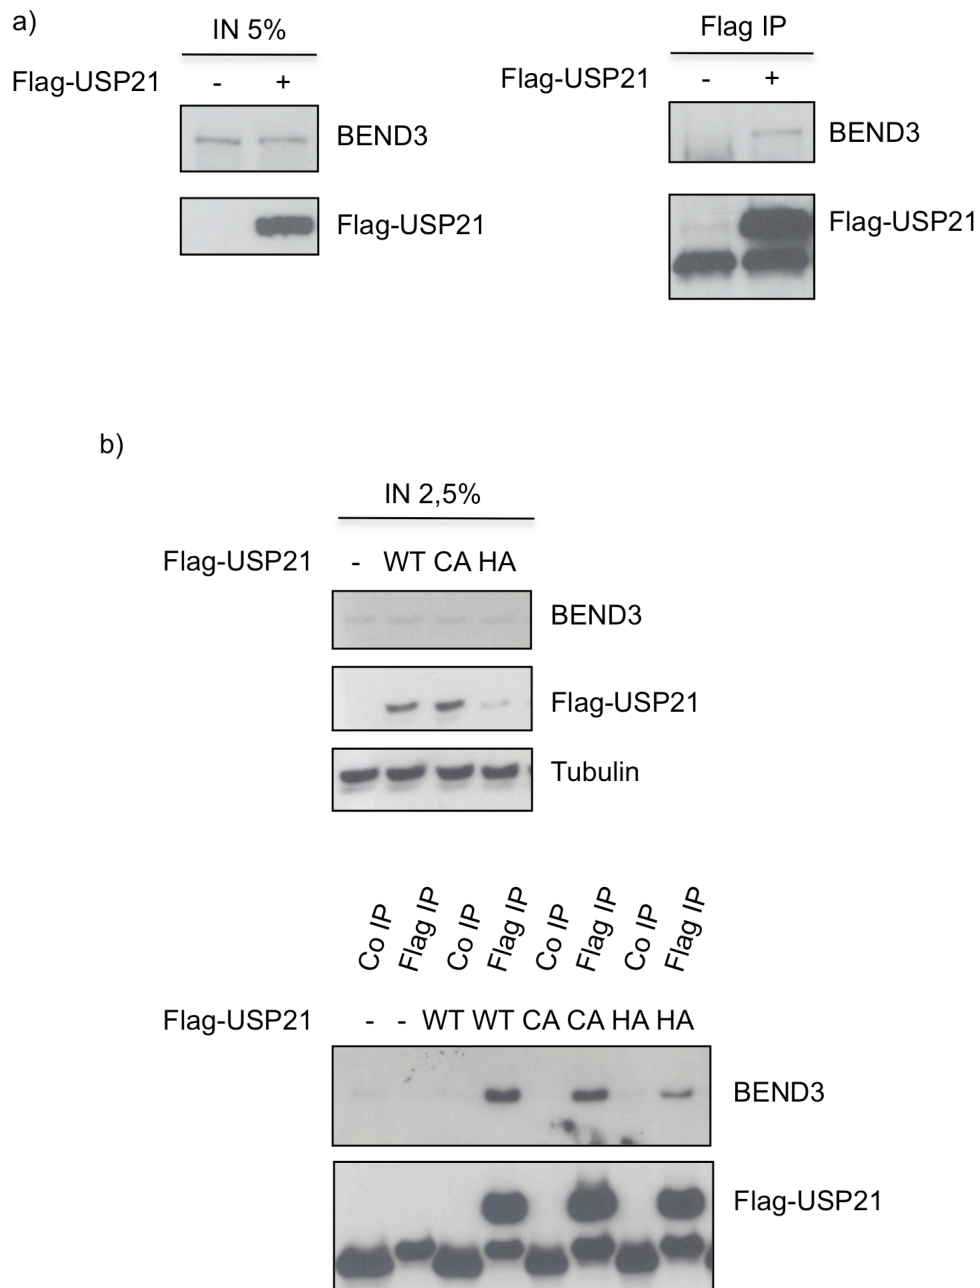 a)
IN 5%
Flag IP
Flag-USP21 - +
Flag-USP21 - +
BEND3
BEND3
Flag-USP21
Flag-USP21
b)
IN 2,5%
Flag-USP21 - WT CA HA
BEND3
Flag-USP21
Tubulin
Co IP Flag IP Co IP Flag IP Co IP Flag IP Co IP Flag IP
Flag-USP21 - - WT WT CA CA HA HA
BEND3
Flag-USP21